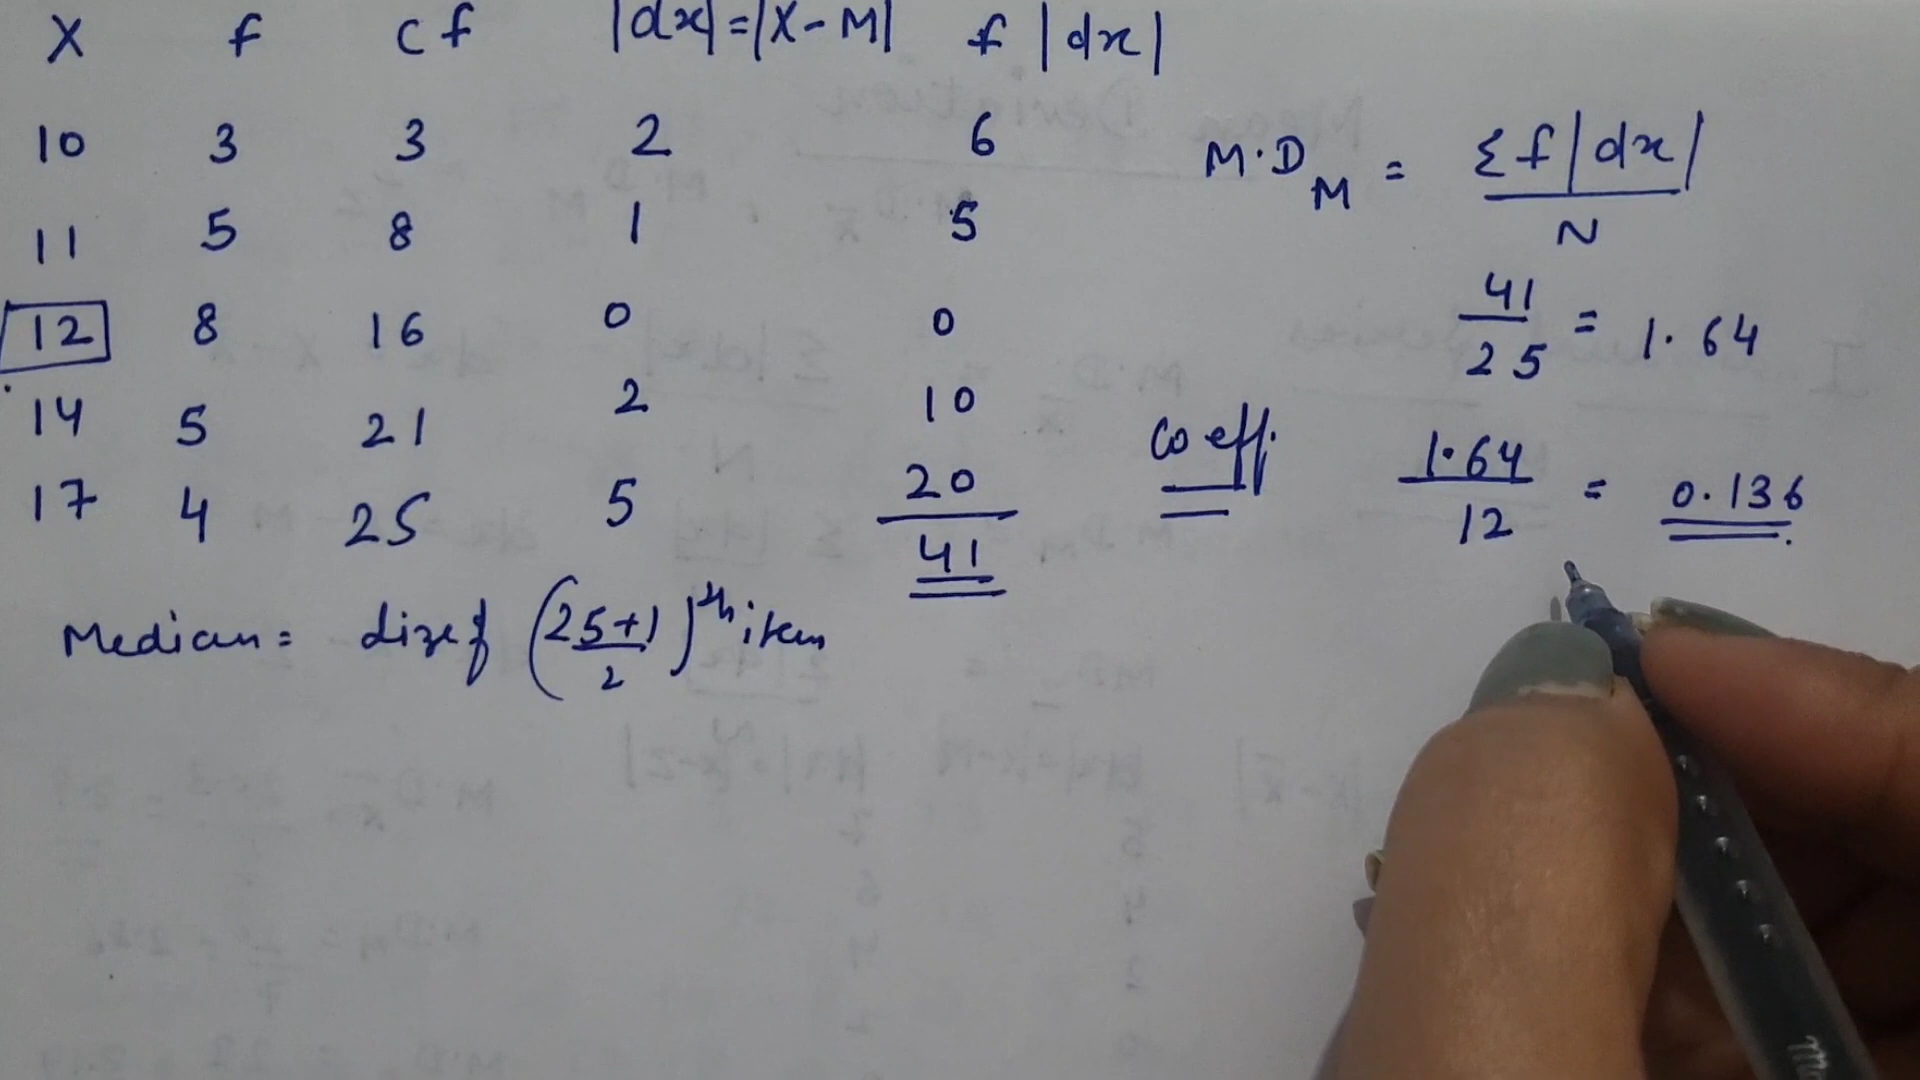 X f cf |dx|=|X-M| f|dx|
10 3 3 2 6
11 5 8 1 5
12 8 16 0 0
14 5 21 2 10
17 4 25 5 20
41
Median = size of (25+1/2)th item
M.D M = Σf|dx|/N
41/25 = 1.64
Coeff. 1.64/12 = 0.136